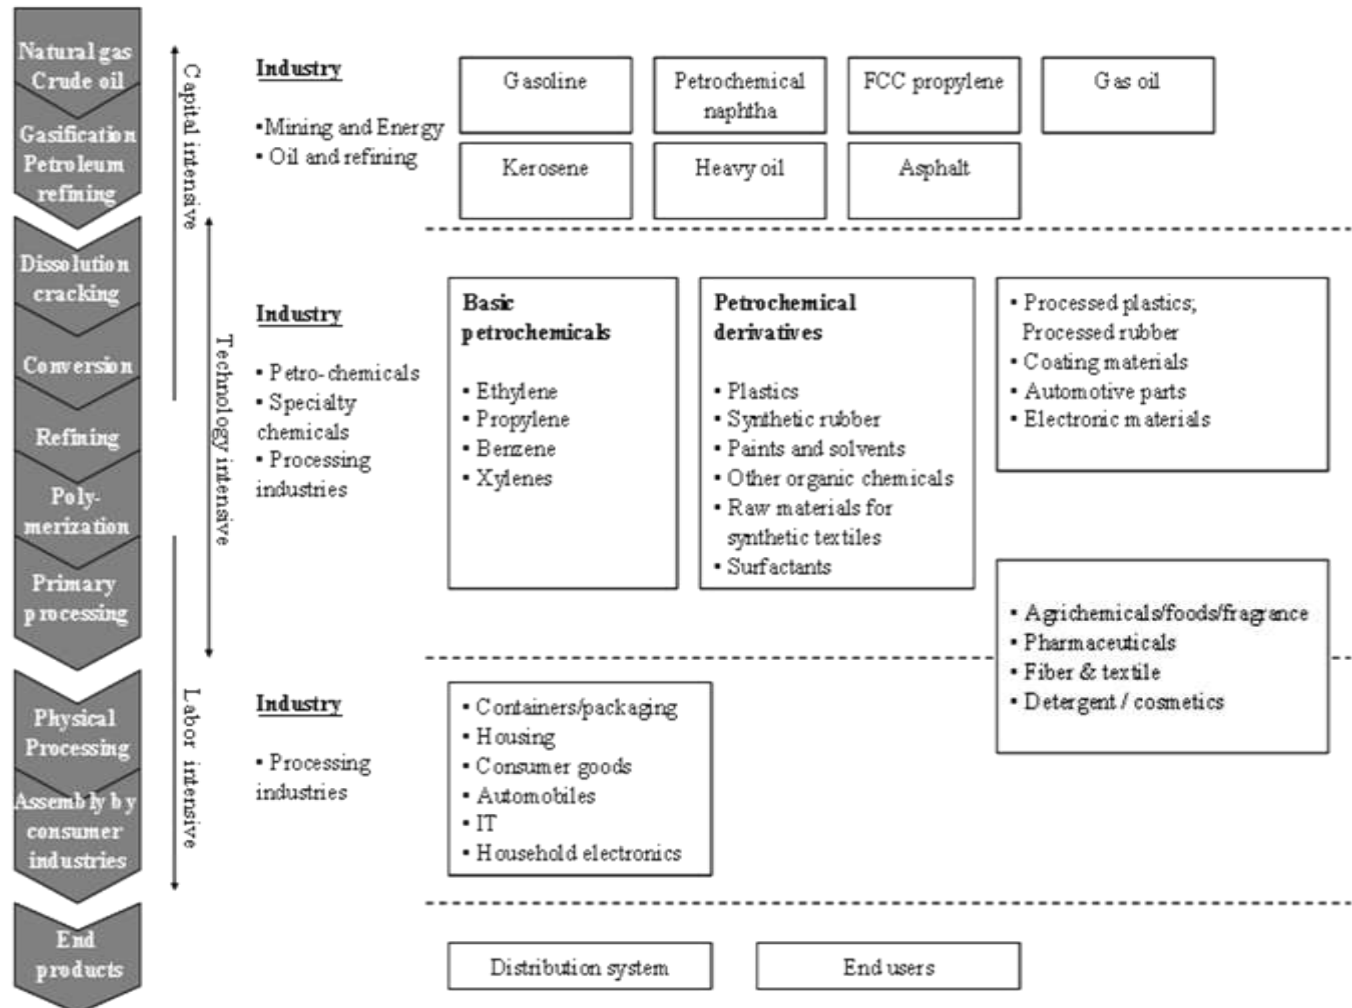 Natural gas
Crude oil
Gasification
Petroleum
refining
Dissolution
cracking
Conversion
Refining
Poly-
merization
Primary
processing
Physical
Processing
Assembly by
consumer
industries
End
products
Capital intensive
Technology intensive
Labor intensive
Industry
▪Mining and Energy
▪ Oil and refining
Gasoline
Petrochemical
naphtha
FCC propylene
Gas oil
Kerosene
Heavy oil
Asphalt
Industry
▪ Petro-chemicals
▪ Specialty
chemicals
▪ Processing
industries
Basic
petrochemicals
▪ Ethylene
▪ Propylene
▪ Benzene
▪ Xylenes
Petrochemical
derivatives
▪ Plastics
▪ Synthetic rubber
▪ Paints and solvents
▪ Other organic chemicals
▪ Raw materials for
synthetic textiles
▪ Surfactants
▪ Processed plastics,
Processed rubber
▪ Coating materials
▪ Automotive parts
▪ Electronic materials
▪ Agrichemicals/foods/fragrance
▪ Pharmaceuticals
▪ Fiber & textile
▪ Detergent / cosmetics
Industry
▪ Processing
industries
▪ Containers/packaging
▪ Housing
▪ Consumer goods
▪ Automobiles
▪ IT
▪ Household electronics
Distribution system
End users